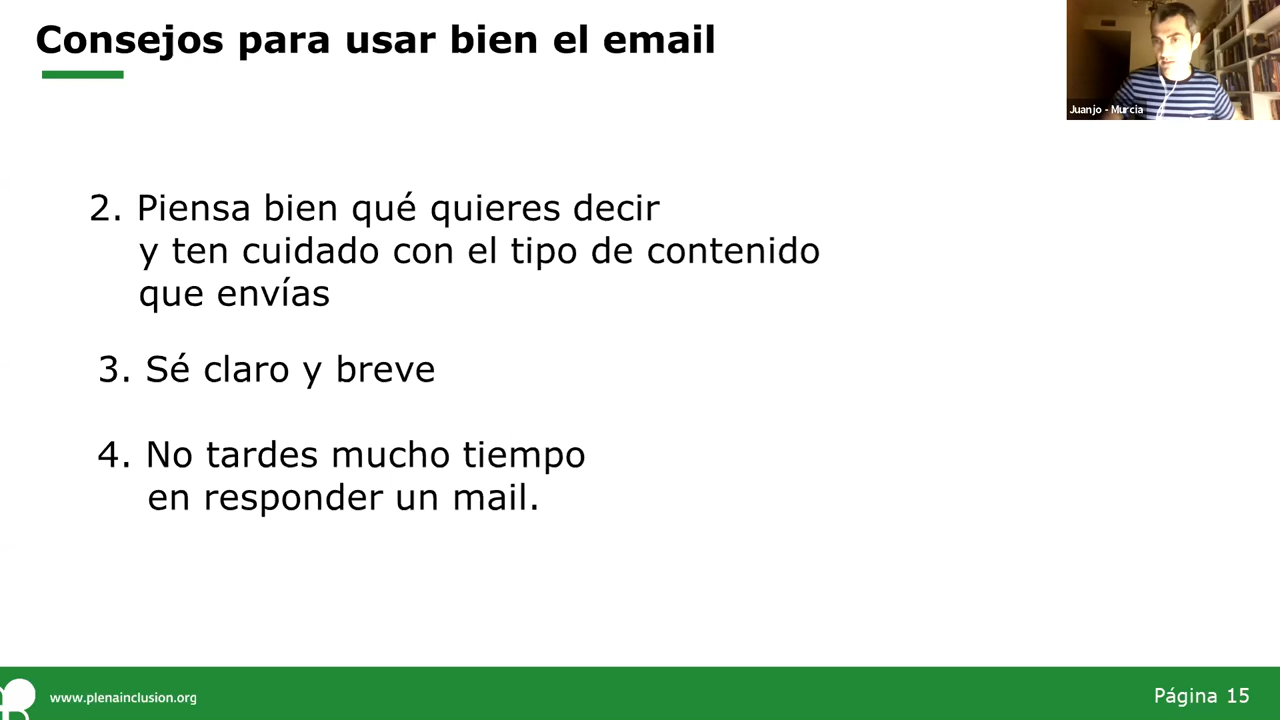 Consejos para usar bien el email
Juanjo - Murcia
2. Piensa bien qué quieres decir
y ten cuidado con el tipo de contenido
que envías
3. Sé claro y breve
4. No tardes mucho tiempo
en responder un mail.
www.plenainclusion.org
Página 15